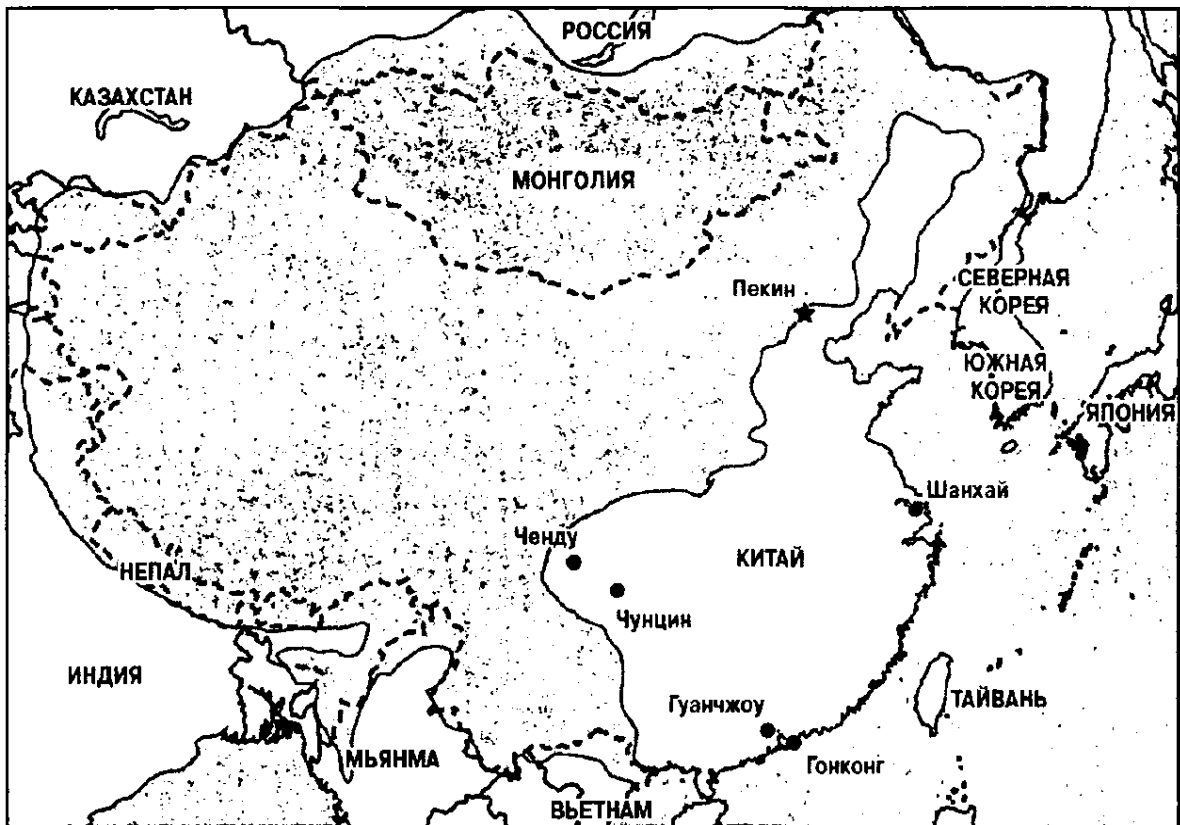 РОССИЯ
КАЗАХСТАН
МОНГОЛИЯ
Пекин
СЕВЕРНАЯ
КОРЕЯ
ЮЖНАЯ
КОРЕЯ
ЯПОНИЯ
Шанхай
Ченду
КИТАЙ
НЕПАЛ
Чунцин
ИНДИЯ
ТАЙВАНЬ
Гуанчжоу
Гонконг
МЬЯНМА
ВЬЕТНАМ